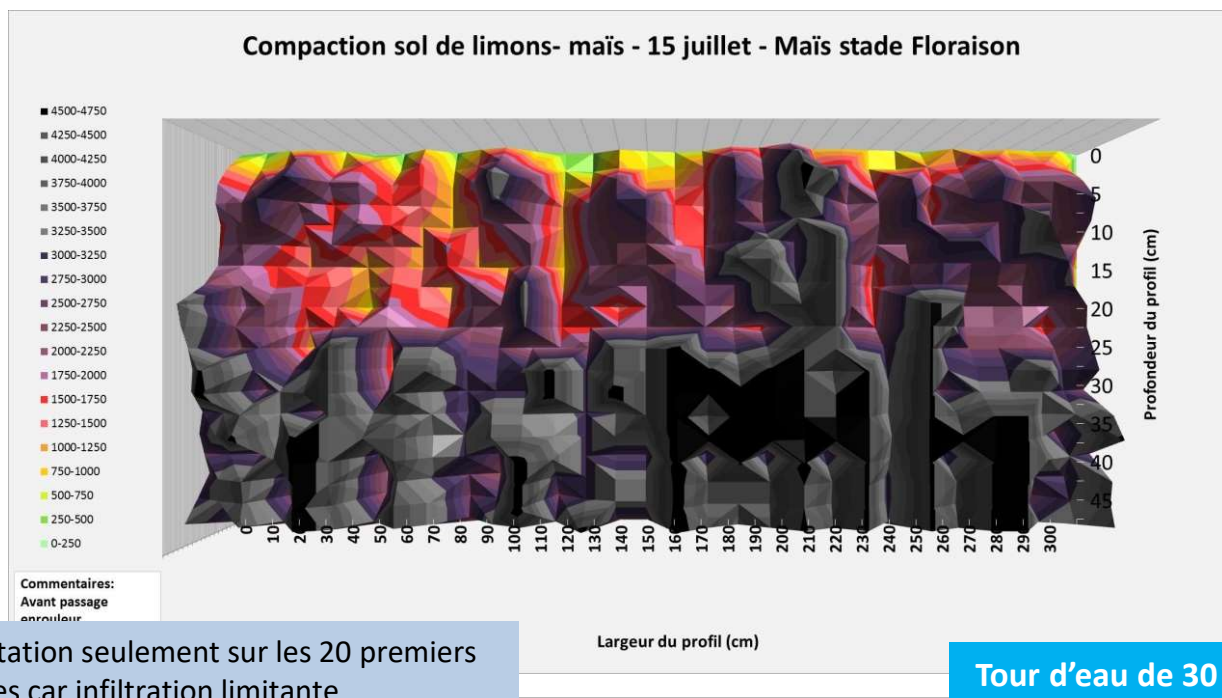 Compaction sol de limons- maïs - 15 juillet - Maïs stade Floraison
4500-4750
4250-4500
4000-4250
3750-4000
3500-3750
3250-3500
3000-3250
2750-3000
2500-2750
2250-2500
2000-2250
1750-2000
1500-1750
1250-1500
1000-1250
750-1000
500-750
250-500
0-250
0
5
10
15
20
25
30
35
40
45
Profondeur du profil (cm)
0 10 20 30 40 50 60 70 80 90 100 110 120 130 140 150 160 170 180 190 200 210 220 230 240 250 260 270 280 290 300
Largeur du profil (cm)
Commentaires:
Avant passage
enrouleur
tation seulement sur les 20 premiers
es car infiltration limitante
Tour d'eau de 30